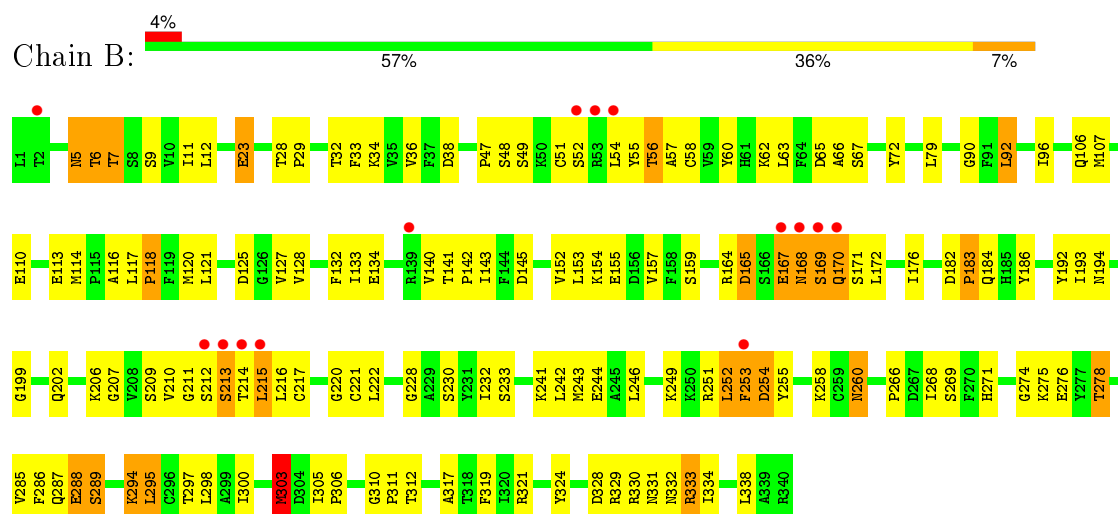 4%
Chain B:
57% 36% 7%
L1 T2 N5 T6 T7 S8 S9 V10 I11 L12 E23 T28 P29 T32 F33 K34 V35 V36 F37 D38 P47 S48 S49 K50 C51 S52 R53 L54 Y55 T56 A57 C58 V59 Y60 H61 K62 L63 F64 D65 A66 S67 Y72 L79 G90 F91 L92 I96 Q106 M107
E110 E113 M114 P115 A116 L117 P118 F119 M120 L121 D125 G126 V127 V128 F132 I133 E134 R139 V140 T141 P142 I143 F144 D145 V152 L153 K154 E155 D156 V157 F158 S159 R164 D165 S166 E167 N168 S169 Q170 S171 L172 I176 D182 P183 Q184 H185 Y186 Y192 I193 N194
G199 Q202 K206 G207 V208 S209 V210 G211 S212 S213 T214 L215 L216 C217 G220 C221 L222 G228 A229 S230 Y231 I232 S233 K241 L242 M243 E244 A245 L246 K249 K250 R251 L252 F253 D254 Y255 K258 C259 N260 P266 D267 I268 S269 F270 H271 G274 K275 E276 Y277 T278
V285 F286 Q287 E288 S289 K294 L295 C296 T297 L298 A299 I300 M303 D304 I305 P306 G310 P311 T312 A317 T318 F319 I320 R321 Y324 D328 R329 R330 N331 N332 R333 I334 L338 A339 R340